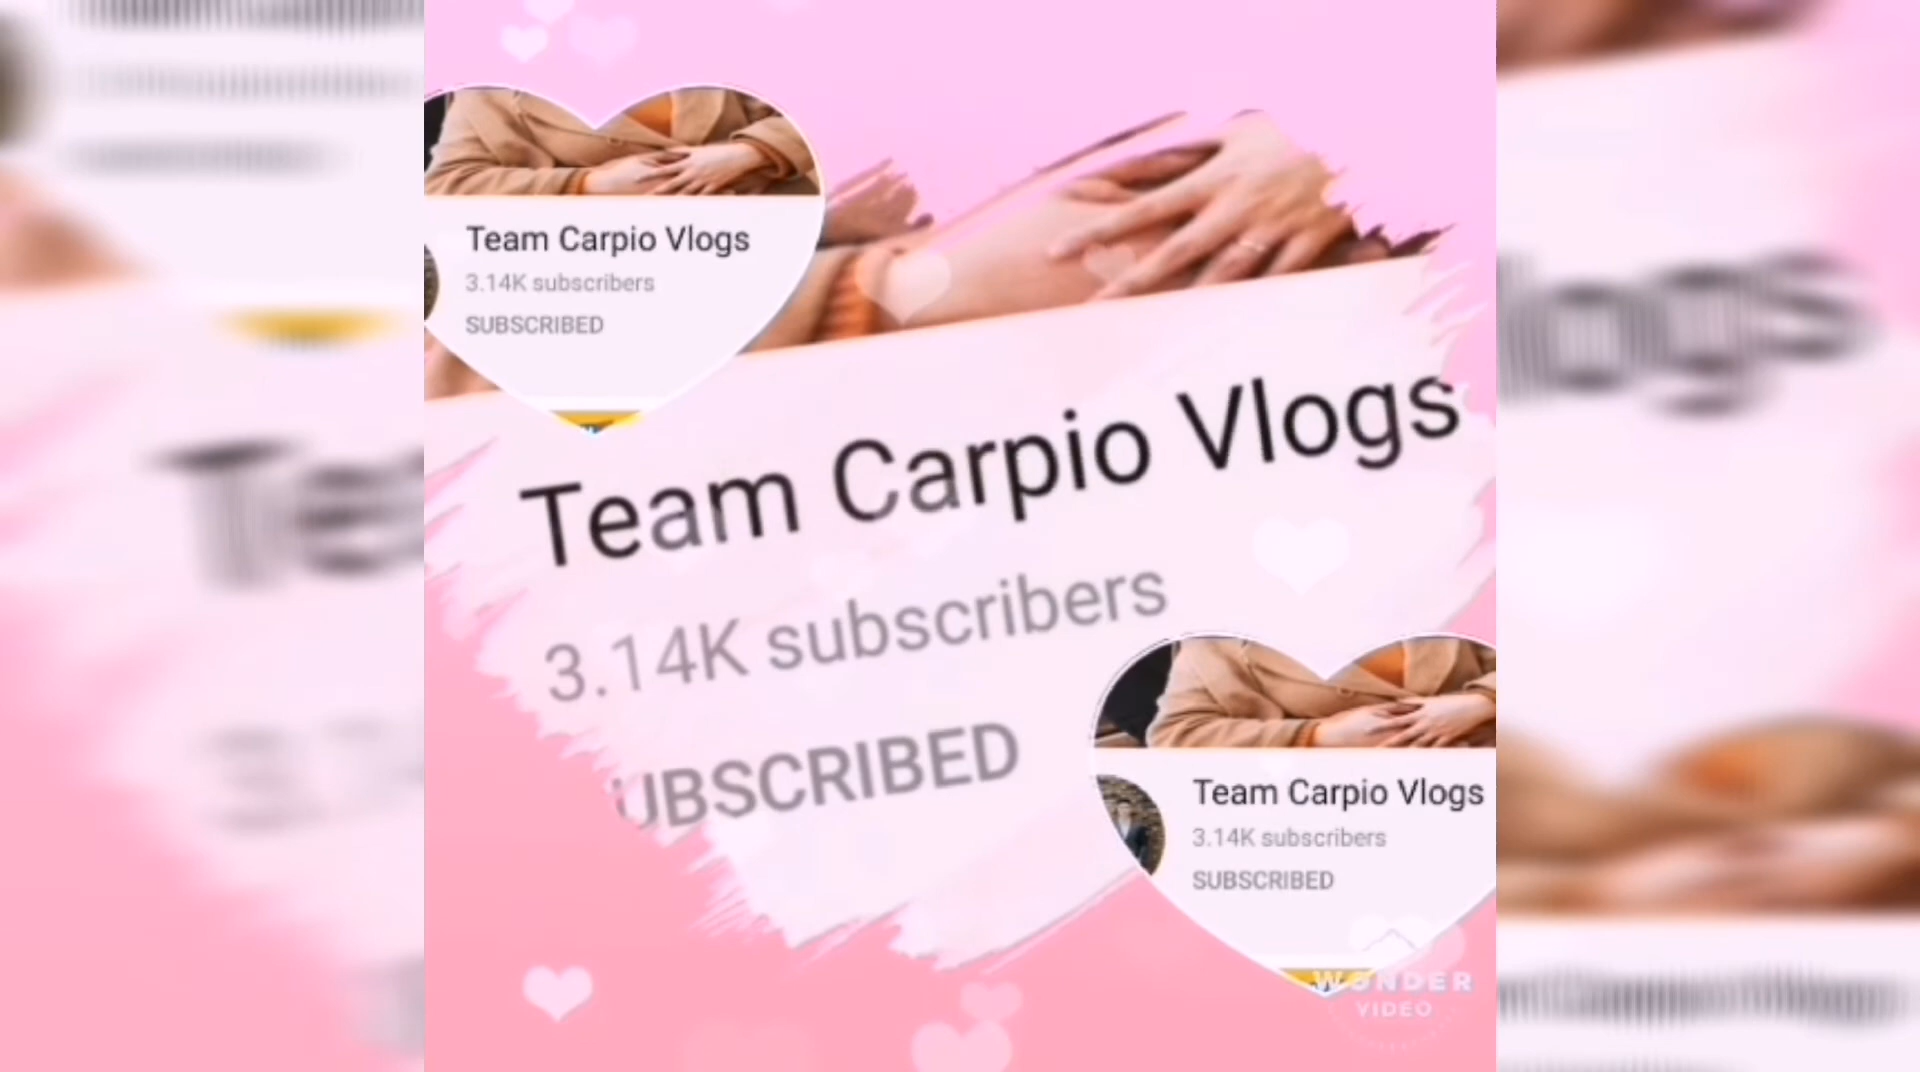 Team Carpio Vlogs
3.14K subscribers
SUBSCRIBED
Team Carpio Vlogs
3.14K subscribers
UBSCRIBED
Team Carpio Vlogs
3.14K subscribers
SUBSCRIBED
WONDER
VIDEO